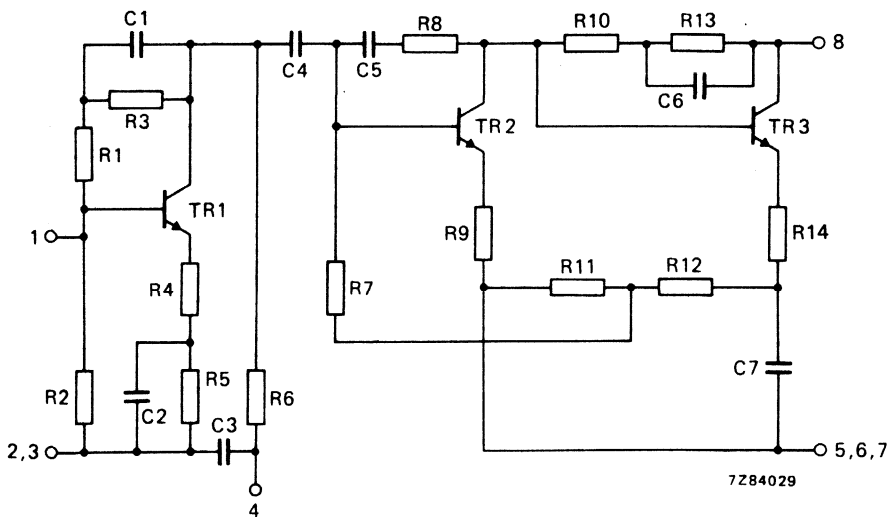 C1
R8
R10
R13
8
C4
C5
C6
R3
TR2
TR3
R1
TR1
1
R9
R14
R4
R7
R11
R12
R5
C7
R2
C2
R6
C3
2,3
5,6,7
7Z84029
4